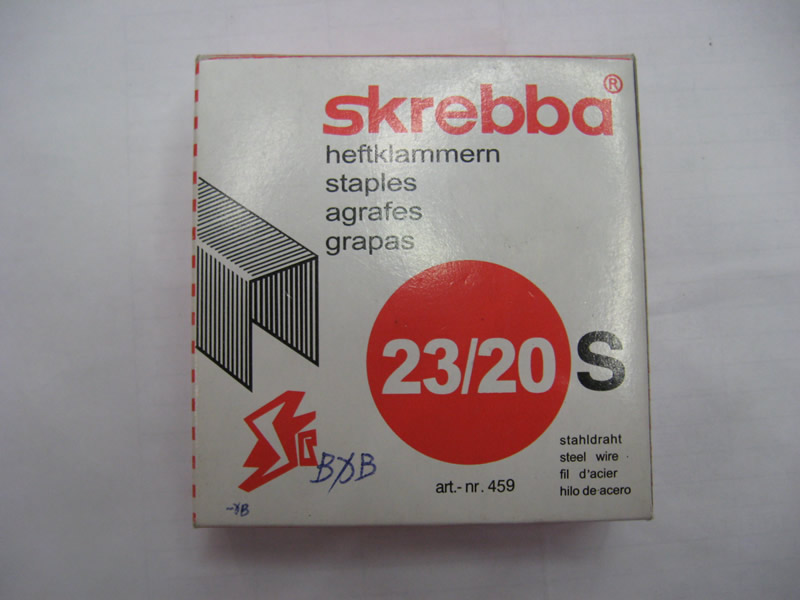 skrebba®
heftklammern
staples
agrafes
grapas
23/20 S
stahldraht
steel wire
fil d'acier
hilo de acero
art.- nr. 459